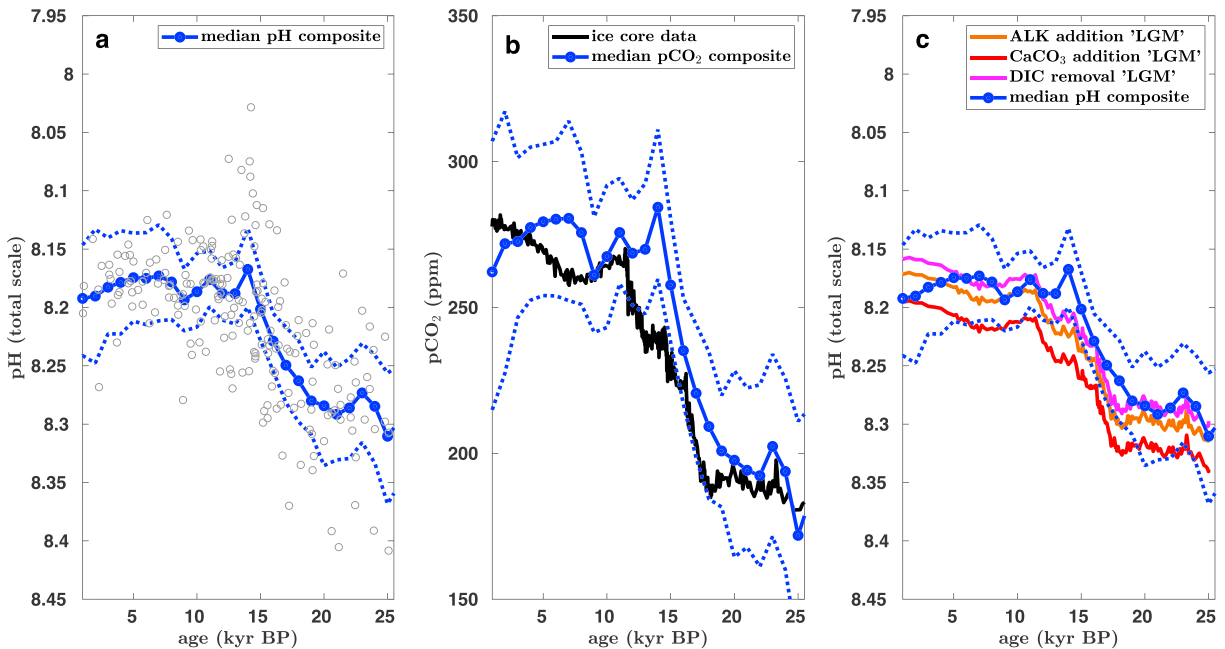 a
median pH composite
7.95
8
8.05
8.1
8.15
8.2
8.25
8.3
8.35
8.4
8.45
pH (total scale)
5
10
15
20
25
age (kyr BP)
b
ice core data
median pCO₂ composite
350
300
250
200
150
pCO₂ (ppm)
5
10
15
20
25
age (kyr BP)
c
ALK addition 'LGM'
CaCO₃ addition 'LGM'
DIC removal 'LGM'
median pH composite
7.95
8
8.05
8.1
8.15
8.2
8.25
8.3
8.35
8.4
8.45
pH (total scale)
5
10
15
20
25
age (kyr BP)